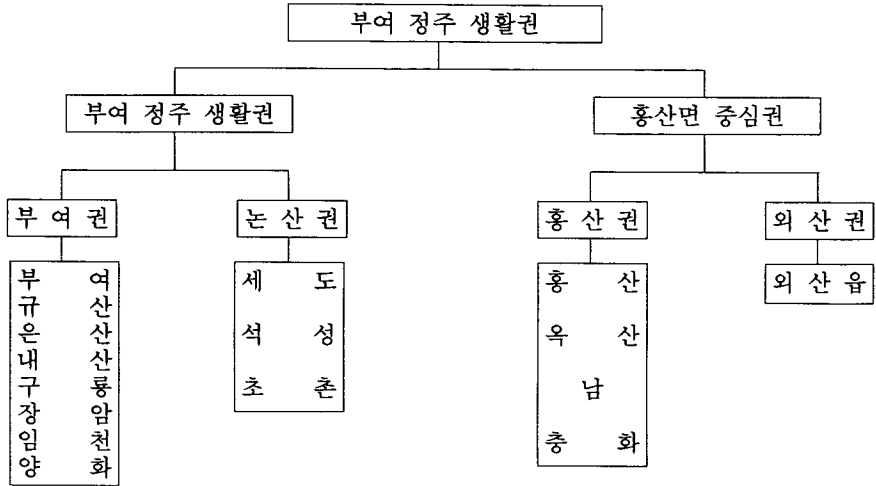 부여 정주 생활권
부여 정주 생활권
홍산면 중심권
부 여 권
논 산 권
홍 산 권
외 산 권
부 여
규 산
은 산
내 산
구 룡
장 암
임 천
양 화
세 도
석 성
초 촌
홍 산
옥 산
남
충 화
외 산 읍